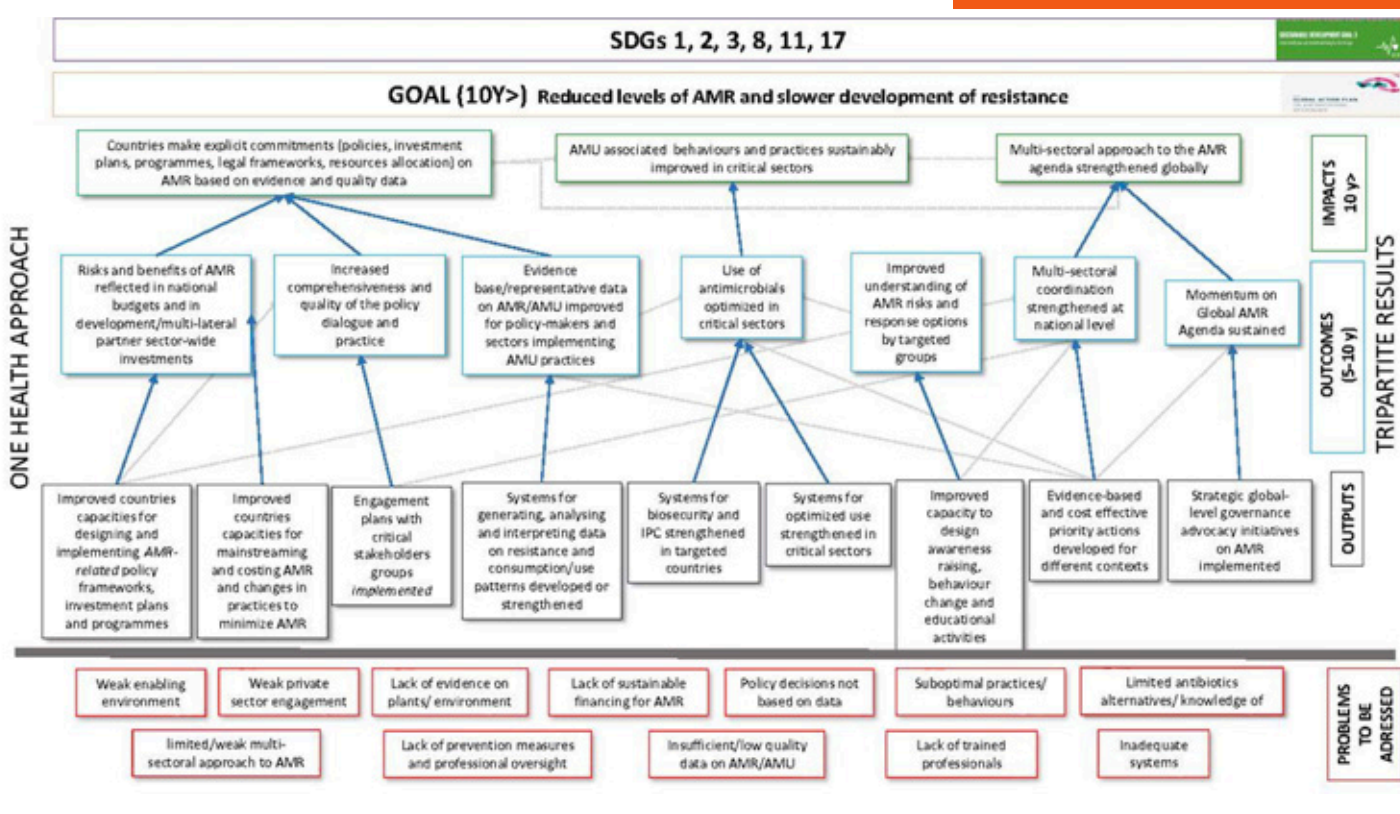 SDGs 1, 2, 3, 8, 11, 17
GOAL (10Y>) Reduced levels of AMR and slower development of resistance
Countries make explicit commitments (policies, investment
plans, programmes, legal frameworks, resources allocation) on
AMR based on evidence and quality data
AMU associated behaviours and practices sustainably
improved in critical sectors
Multi-sectoral approach to the AMR
agenda strengthened globally
IMPACTS
10 y>
ONE HEALTH APPROACH
Risks and benefits of AMR
reflected in national
budgets and in
development/multi-lateral
partner sector-wide
investments
Increased
comprehensiveness and
quality of the policy
dialogue and
practice
Evidence
base/representative data
on AMR/AMU improved
for policy-makers and
sectors implementing
AMU practices
Use of
antimicrobials
optimized in
critical sectors
Improved
understanding of
AMR risks and
response options
by targeted
groups
Multi-sectoral
coordination
strengthened at
national level
Momentum on
Global AMR
Agenda sustained
OUTCOMES
(5-10 y)
TRIPARTITE RESULTS
Improved countries
capacities for
designing and
implementing AMR-
related policy
frameworks,
investment plans
and programmes
Improved
countries
capacities for
mainstreaming
and costing AMR
and changes in
practices to
minimize AMR
Engagement
plans with
critical
stakeholders
groups
implemented
Systems for
generating, analysing
and interpreting data
on resistance and
consumption/use
patterns developed or
strengthened
Systems for
biosecurity and
IPC strengthened
in targeted
countries
Systems for
optimized use
strengthened in
critical sectors
Improved
capacity to
design
awareness
raising,
behaviour
change and
educational
activities
Evidence-based
and cost effective
priority actions
developed for
different contexts
Strategic global-
level governance
advocacy initiatives
on AMR
implemented
OUTPUTS
Weak enabling
environment
Weak private
sector engagement
Lack of evidence on
plants/ environment
Lack of sustainable
financing for AMR
Policy decisions not
based on data
Suboptimal practices/
behaviours
Limited antibiotics
alternatives/ knowledge of
limited/weak multi-
sectoral approach to AMR
Lack of prevention measures
and professional oversight
Insufficient/low quality
data on AMR/AMU
Lack of trained
professionals
Inadequate
systems
PROBLEMS
TO BE
ADRESSED